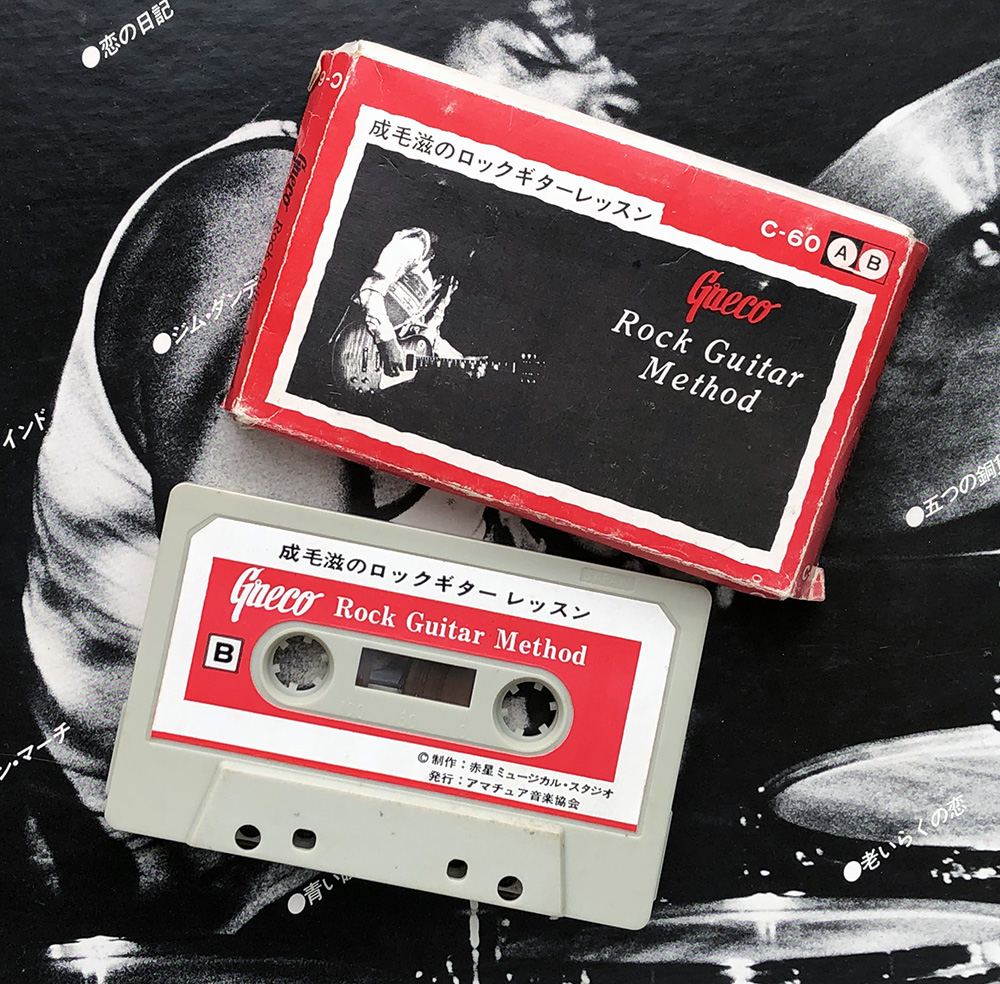 ●恋の日記
C-6
Greco
Rock G
成毛滋のロックギターレッスン
C-60 A B
Greco
Rock Guitar
Method
●ジム・ダンデ
インド
●五つの銅
成毛滋のロックギター レッスン
Greco Rock Guitar Method
B
©制作：赤星ミュージカル・スタジオ
発行：アマチュア音楽協会
ン・マーチ
●老いらくの恋
●青い